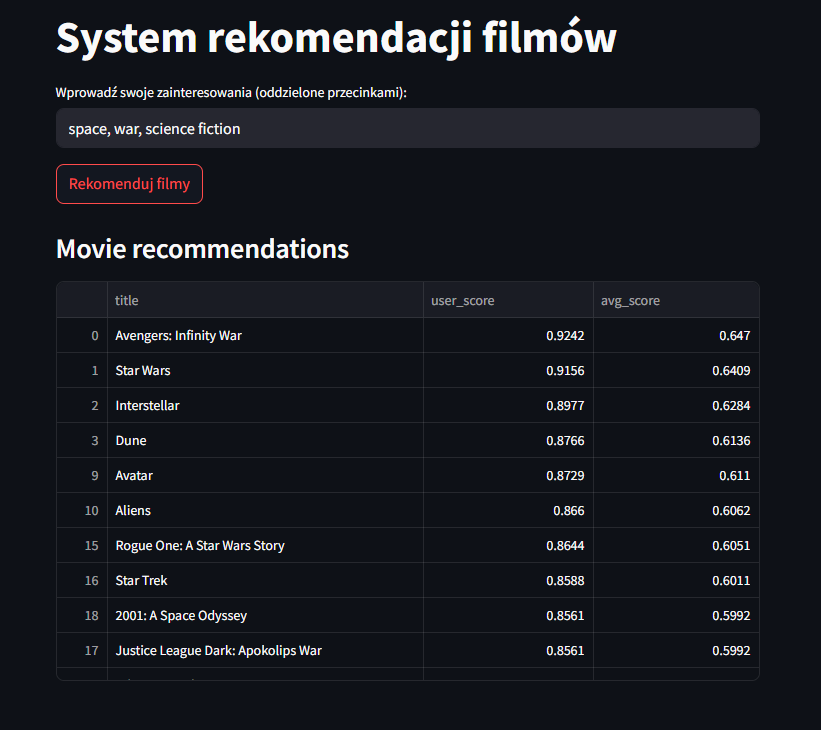 System rekomendacji filmów
Wprowadź swoje zainteresowania (oddzielone przecinkami):
space, war, science fiction
Rekomenduj filmy
Movie recommendations
title user_score avg_score
0 Avengers: Infinity War 0.9242 0.647
1 Star Wars 0.9156 0.6409
2 Interstellar 0.8977 0.6284
3 Dune 0.8766 0.6136
9 Avatar 0.8729 0.611
10 Aliens 0.866 0.6062
15 Rogue One: A Star Wars Story 0.8644 0.6051
16 Star Trek 0.8588 0.6011
18 2001: A Space Odyssey 0.8561 0.5992
17 Justice League Dark: Apokolips War 0.8561 0.5992